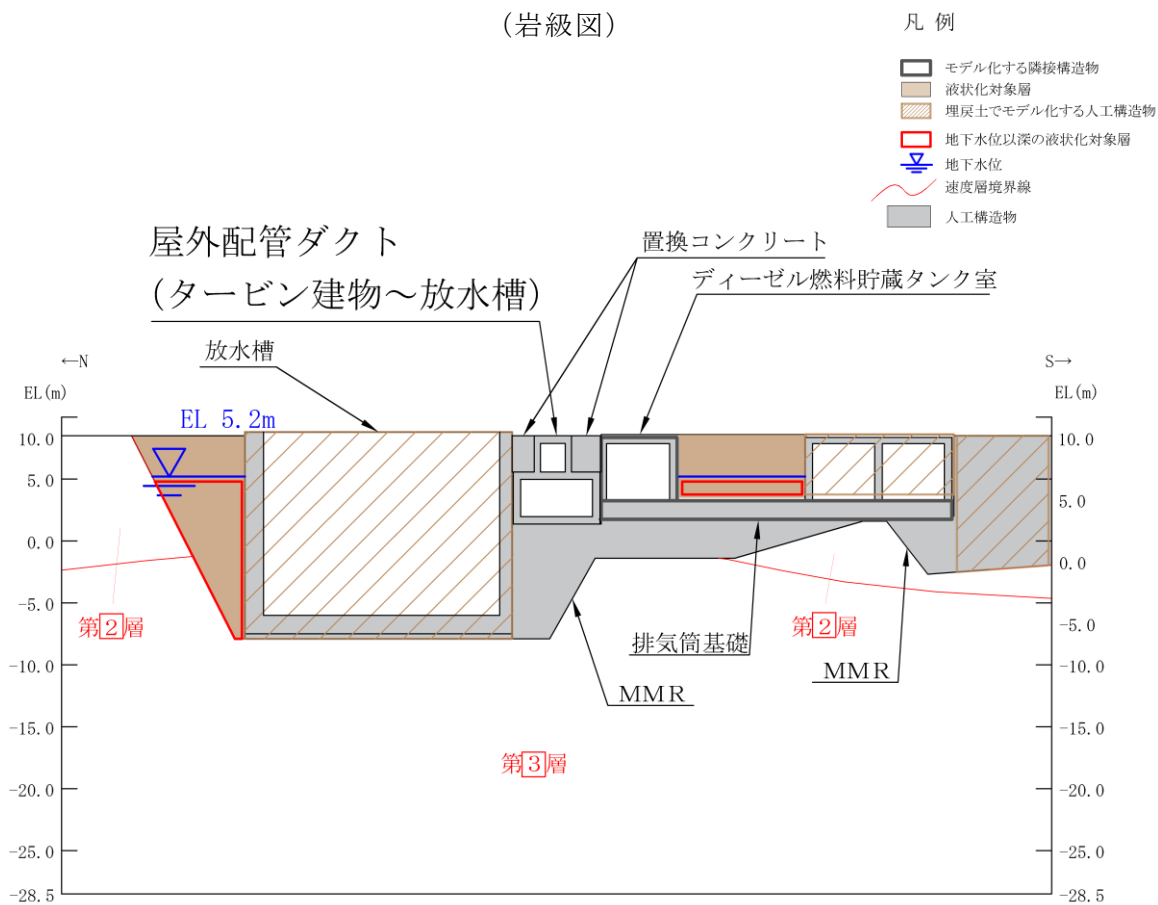 (岩級図)
凡 例
モデル化する隣接構造物
液状化対象層
埋戻土でモデル化する人工構造物
地下水位以深の液状化対象層
地下水位
速度層境界線
人工構造物
屋外配管ダクト
(タービン建物～放水槽)
置換コンクリート
ディーゼル燃料貯蔵タンク室
放水槽
←N
S→
EL(m)
EL(m)
EL 5.2m
10.0
5.0
0.0
-5.0
-10.0
-15.0
-20.0
-25.0
-28.5
10.0
5.0
0.0
-5.0
-10.0
-15.0
-20.0
-25.0
-28.5
第2層
第2層
排気筒基礎
MMR
MMR
第3層